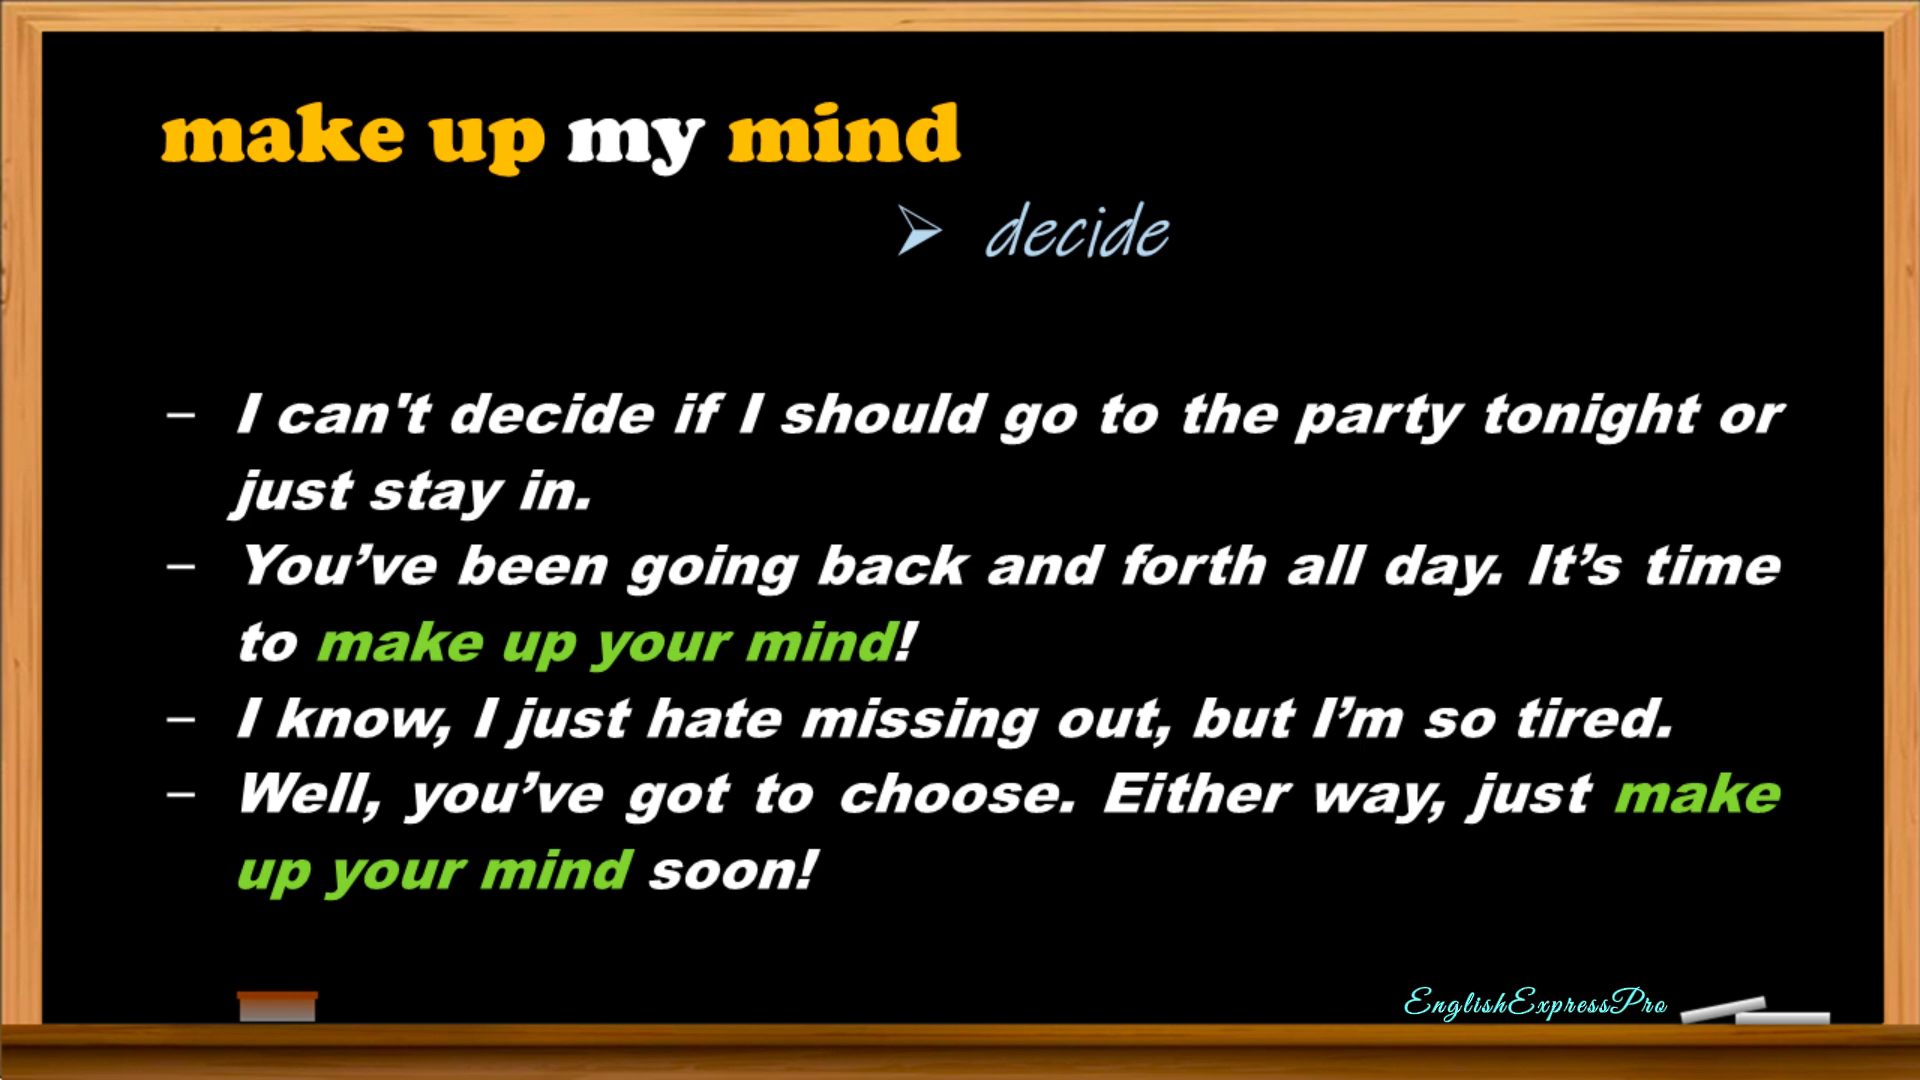 make up my mind
➢ decide
– I can't decide if I should go to the party tonight or
just stay in.
– You’ve been going back and forth all day. It’s time
to make up your mind!
– I know, I just hate missing out, but I’m so tired.
– Well, you’ve got to choose. Either way, just make
up your mind soon!
EnglishExpressPro